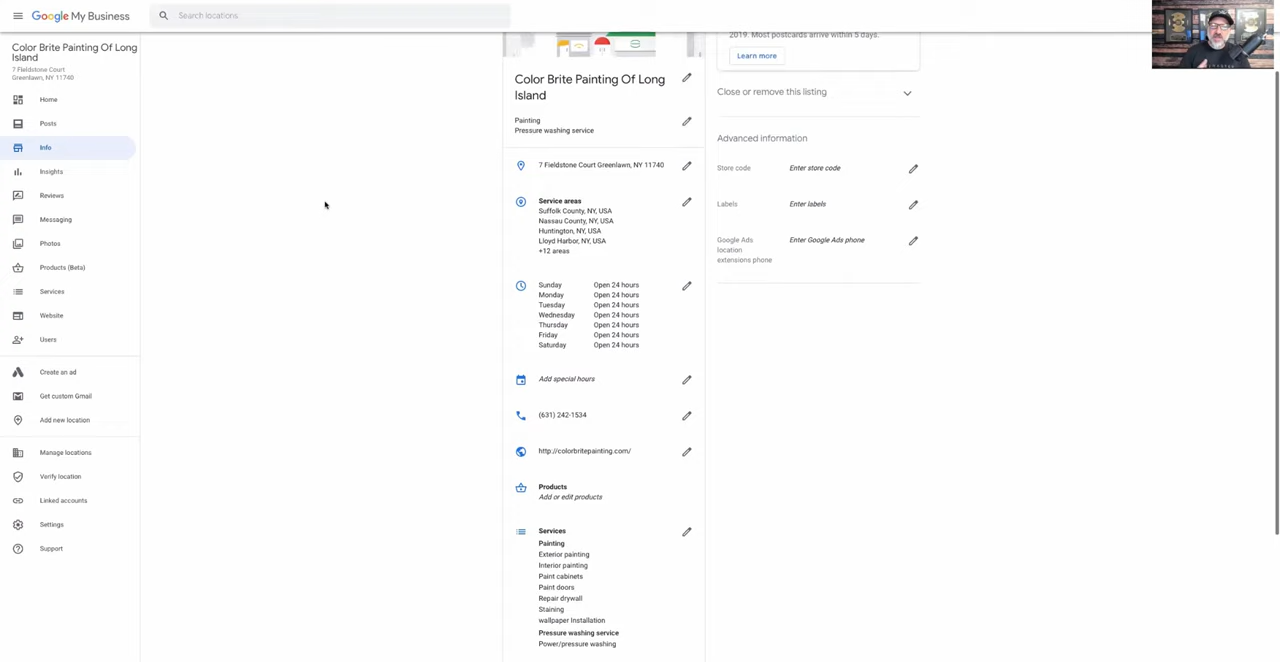 Google My Business
Search locations
Color Brite Painting Of Long
Island
7 Fieldstone Court
Greenlawn, NY 11740
Home
Posts
Info
Insights
Reviews
Messaging
Photos
Products (Beta)
Services
Website
Users
Create an ad
Get custom Gmail
Add new location
Manage locations
Verify location
Linked accounts
Settings
Support
Color Brite Painting Of Long
Island
Painting
Pressure washing service
7 Fieldstone Court Greenlawn, NY 11740
Service areas
Suffolk County, NY, USA
Nassau County, NY, USA
Huntington, NY, USA
Lloyd Harbor, NY, USA
+12 areas
Sunday Open 24 hours
Monday Open 24 hours
Tuesday Open 24 hours
Wednesday Open 24 hours
Thursday Open 24 hours
Friday Open 24 hours
Saturday Open 24 hours
Add special hours
(631) 242-1534
http://colorbritepainting.com/
Products
Add or edit products
Services
Painting
Exterior painting
Interior painting
Paint cabinets
Paint doors
Repair drywall
Staining
wallpaper Installation
Pressure washing service
Power/pressure washing
2019. Most postcards arrive within 5 days.
Learn more
Close or remove this listing
Advanced information
Store code Enter store code
Labels Enter labels
Google Ads Enter Google Ads phone
location
extensions phone